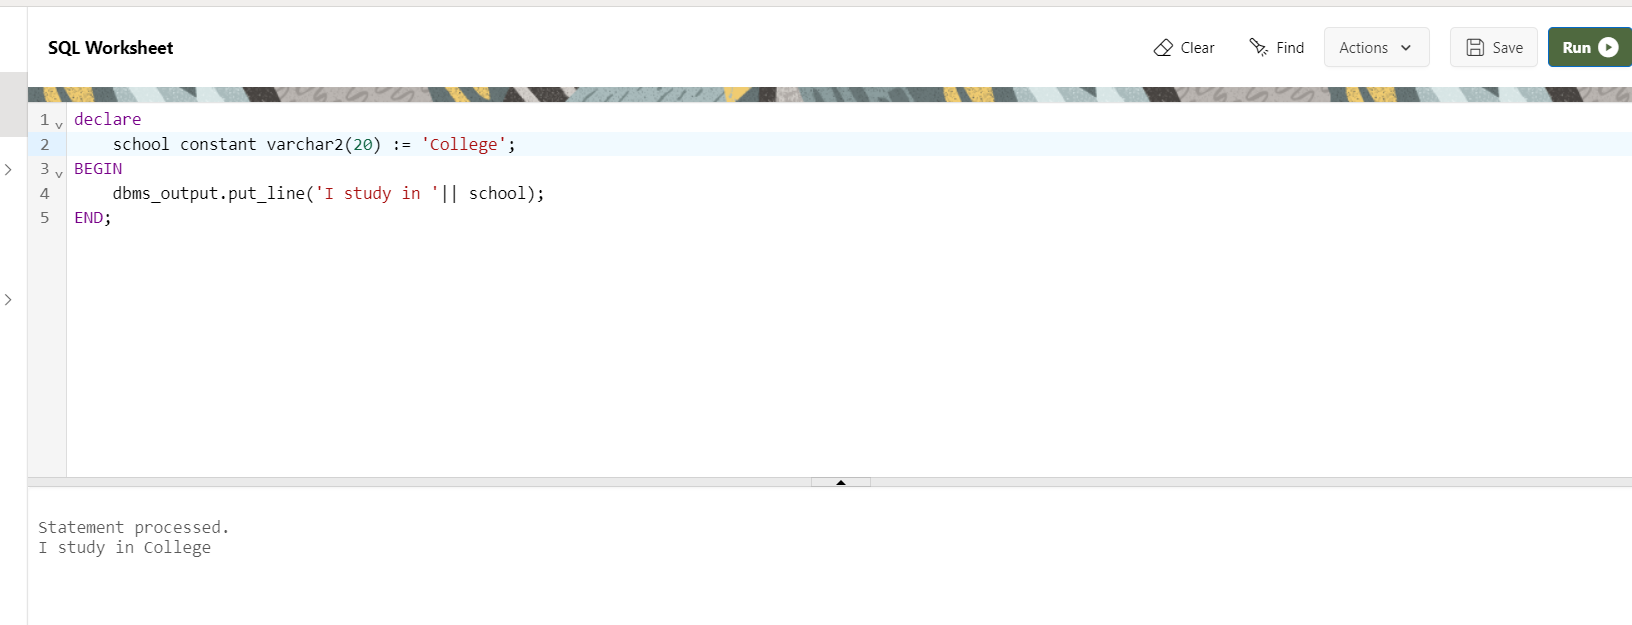 SQL Worksheet
Clear Find Actions Save Run
1 declare
2     school constant varchar2(20) := 'College';
3 BEGIN
4     dbms_output.put_line('I study in '|| school);
5 END;
Statement processed.
I study in College